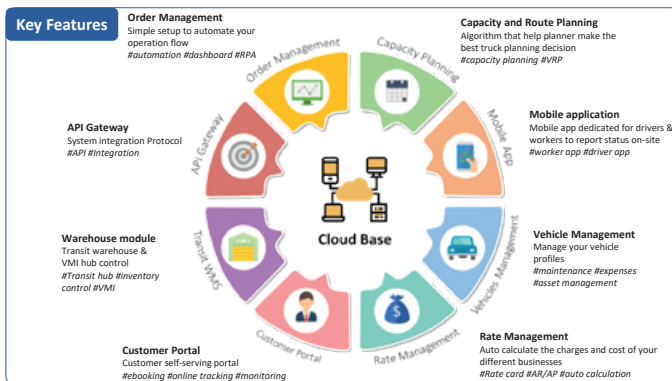 Key Features
Order Management
Simple setup to automate your
operation flow
#automation #dashboard #RPA
Capacity and Route Planning
Algorithm that help planner make the
best truck planning decision
#capacity planning #VRP
API Gateway
System integration Protocol
#API #Integration
Mobile application
Mobile app dedicated for drivers &
workers to report status on-site
#worker app #driver app
Warehouse module
Transit warehouse &
VMI hub control
#Transit hub #inventory
control #VMI
Vehicle Management
Manage your vehicle
profiles
#maintenance #expenses
#asset management
Customer Portal
Customer self-serving portal
#ebooking #online tracking #monitoring
Rate Management
Auto calculate the charges and cost of your
different businesses
#Rate card #AR/AP #auto calculation
Order Management
Capacity Planning
Mobile App
Vehicles Management
Rate Management
Customer Portal
Transit WMS
API Gateway
Cloud Base
$